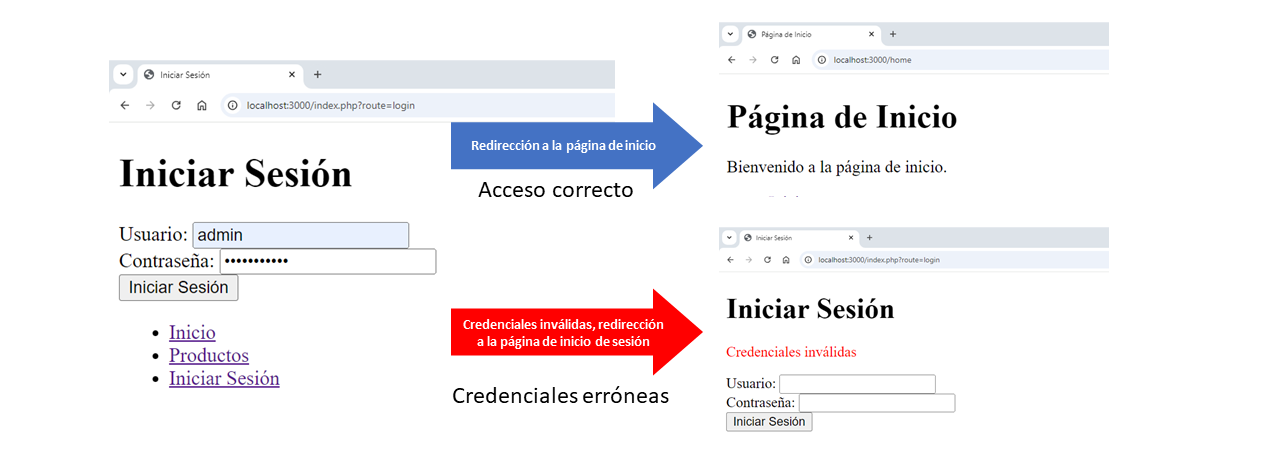 Iniciar Sesión
localhost:3000/index.php?route=login
Iniciar Sesión
Usuario: admin
Contraseña: •••••••••••
Iniciar Sesión
Inicio
Productos
Iniciar Sesión
Redirección a la página de inicio
Acceso correcto
Credenciales inválidas, redirección
a la página de inicio de sesión
Credenciales erróneas
Página de Inicio
localhost:3000/home
Página de Inicio
Bienvenido a la página de inicio.
Iniciar Sesión
localhost:3000/index.php?route=login
Iniciar Sesión
Credenciales inválidas
Usuario:
Contraseña:
Iniciar Sesión